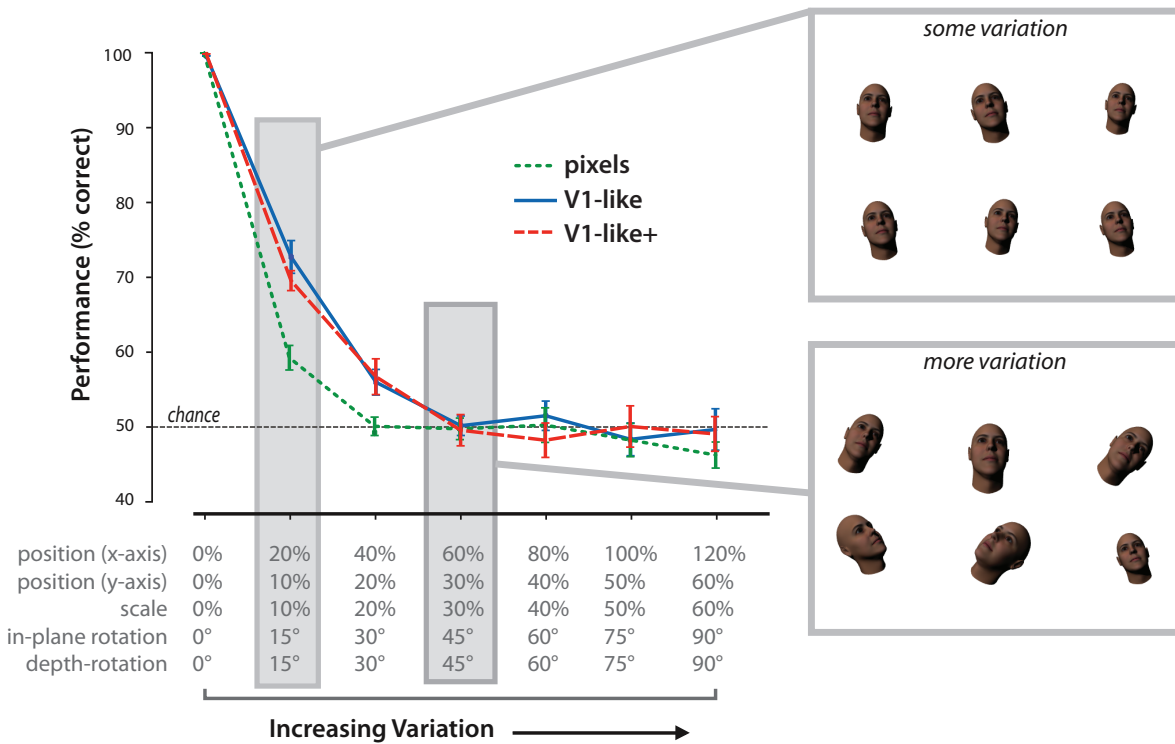 some variation
100
90
80
70
60
50
40
Performance (% correct)
pixels
V1-like
V1-like+
chance
more variation
position (x-axis) 0% 20% 40% 60% 80% 100% 120%
position (y-axis) 0% 10% 20% 30% 40% 50% 60%
scale 0% 10% 20% 30% 40% 50% 60%
in-plane rotation 0° 15° 30° 45° 60° 75° 90°
depth-rotation 0° 15° 30° 45° 60° 75° 90°
Increasing Variation